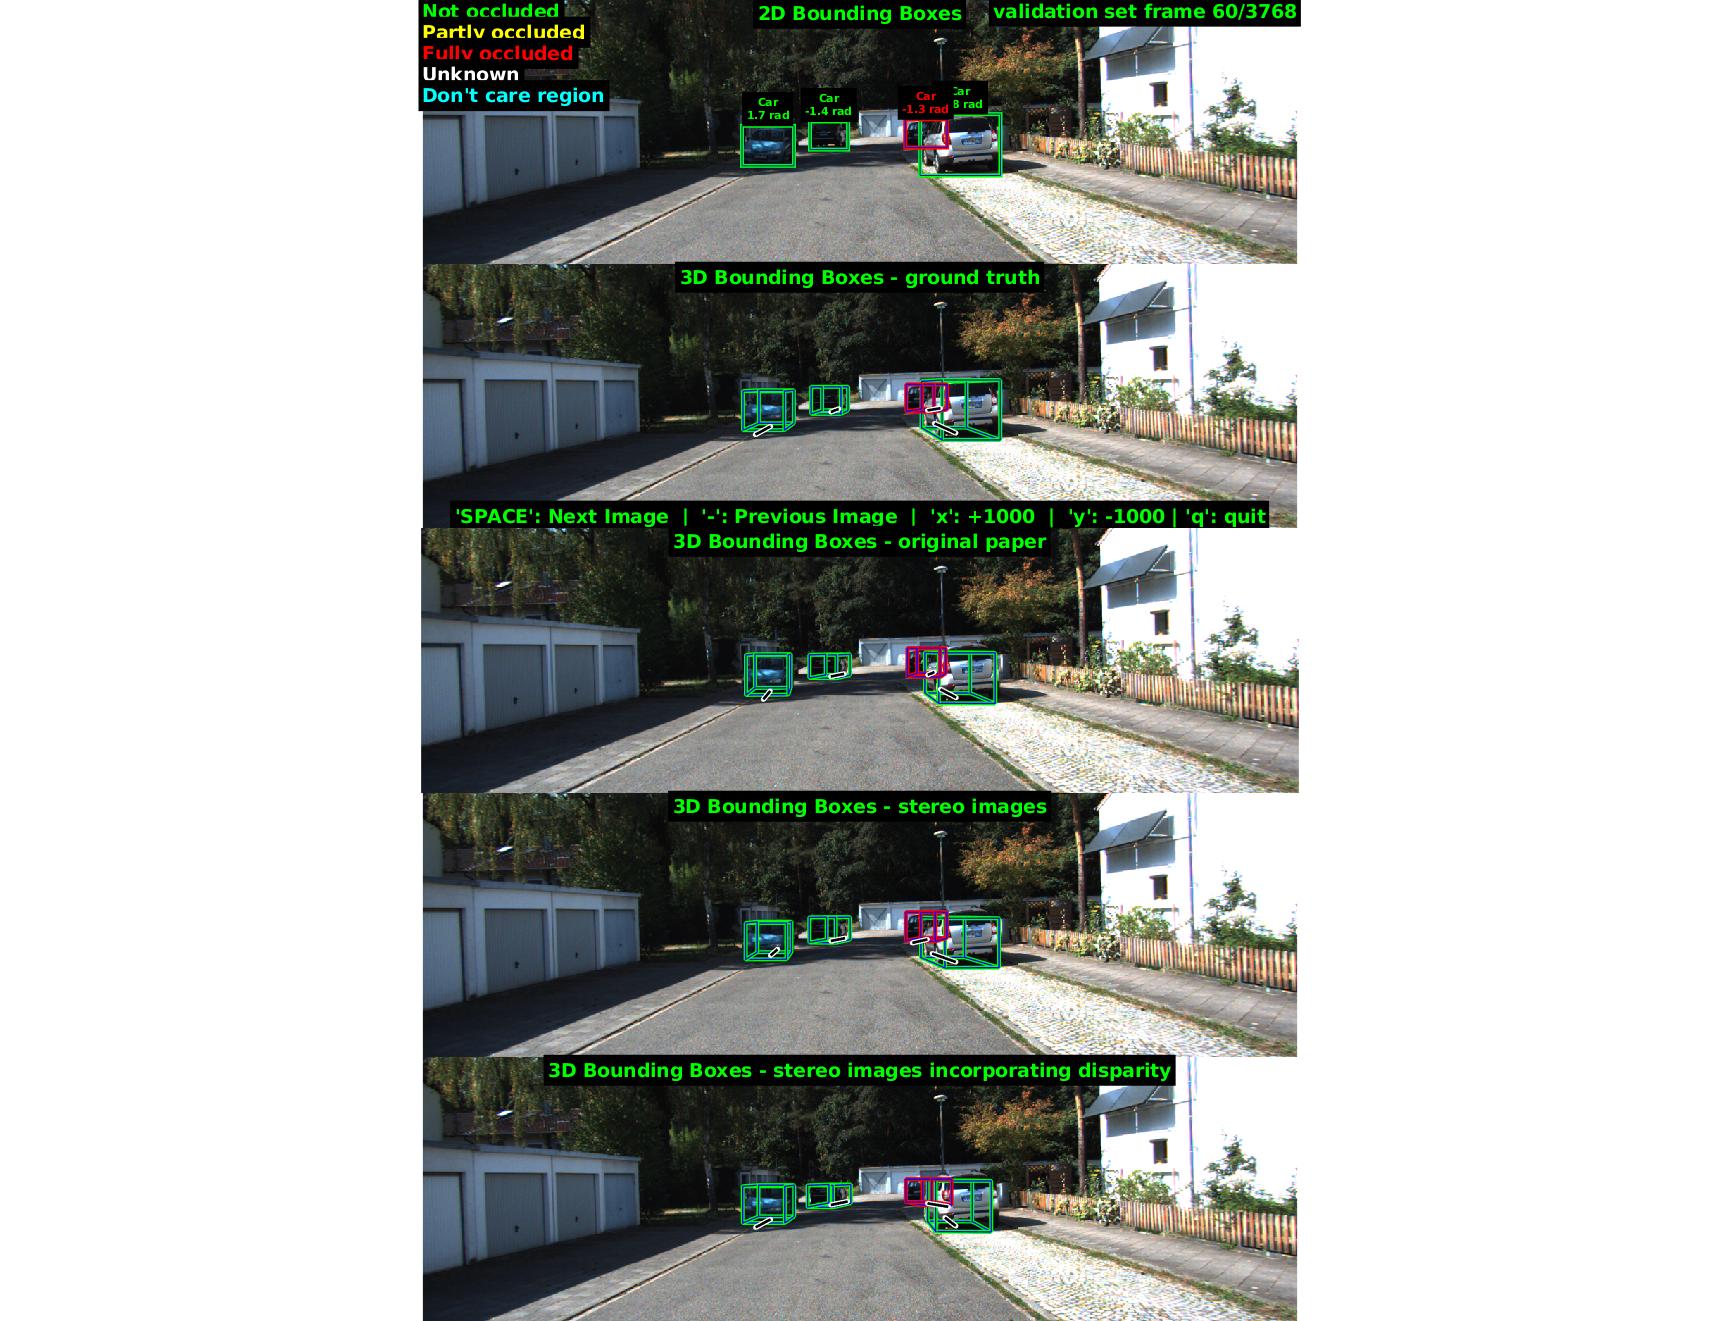 Not occluded
Partly occluded
Fully occluded
Unknown
Don't care region
2D Bounding Boxes
validation set frame 60/3768
Car
1.7 rad
Car
-1.4 rad
Car
-1.3 rad
Car
8 rad
3D Bounding Boxes - ground truth
'SPACE': Next Image | '-': Previous Image | 'x': +1000 | 'y': -1000 | 'q': quit
3D Bounding Boxes - original paper
3D Bounding Boxes - stereo images
3D Bounding Boxes - stereo images incorporating disparity